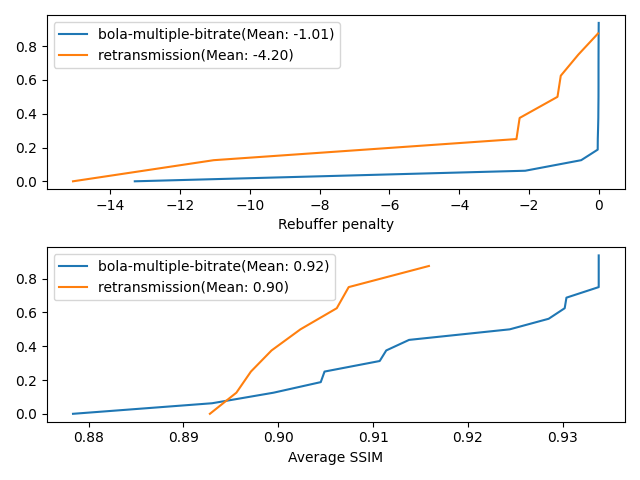 bola-multiple-bitrate(Mean: -1.01)
retransmission(Mean: -4.20)
0.8
0.6
0.4
0.2
0.0
−14 −12 −10 −8 −6 −4 −2 0
Rebuffer penalty
bola-multiple-bitrate(Mean: 0.92)
retransmission(Mean: 0.90)
0.8
0.6
0.4
0.2
0.0
0.88 0.89 0.90 0.91 0.92 0.93
Average SSIM